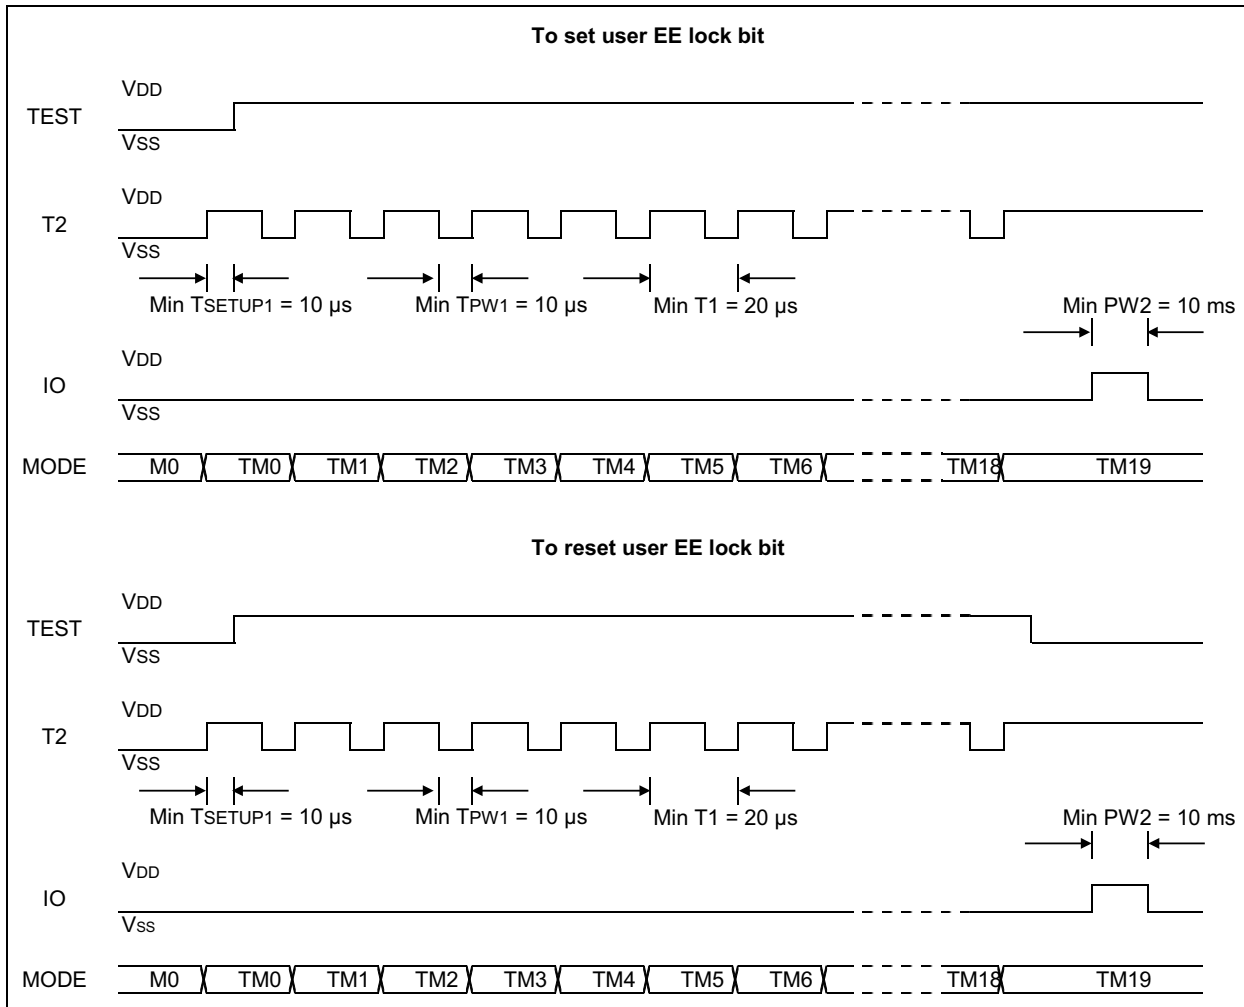 To set user EE lock bit
VDD
TEST
VSS
VDD
T2
VSS
Min TSETUP1 = 10 µs Min TPW1 = 10 µs Min T1 = 20 µs Min PW2 = 10 ms
VDD
IO
VSS
MODE M0 TM0 TM1 TM2 TM3 TM4 TM5 TM6 TM18 TM19
To reset user EE lock bit
VDD
TEST
VSS
VDD
T2
VSS
Min TSETUP1 = 10 µs Min TPW1 = 10 µs Min T1 = 20 µs Min PW2 = 10 ms
VDD
IO
Vss
MODE M0 TM0 TM1 TM2 TM3 TM4 TM5 TM6 TM18 TM19